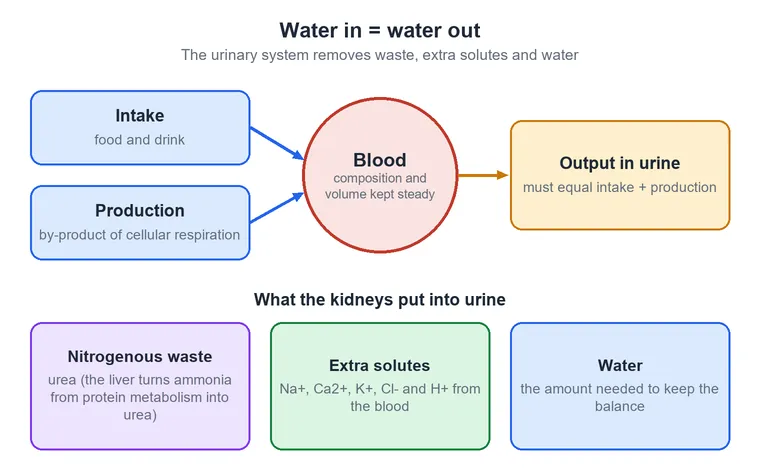 Water in = water out
The urinary system removes waste, extra solutes and water
Intake
food and drink
Production
by-product of cellular respiration
Blood
composition and
volume kept steady
Output in urine
must equal intake + production
What the kidneys put into urine
Nitrogenous waste
urea (the liver turns ammonia
from protein metabolism into
urea)
Extra solutes
Na+, Ca2+, K+, Cl- and H+ from
the blood
Water
the amount needed to keep the
balance